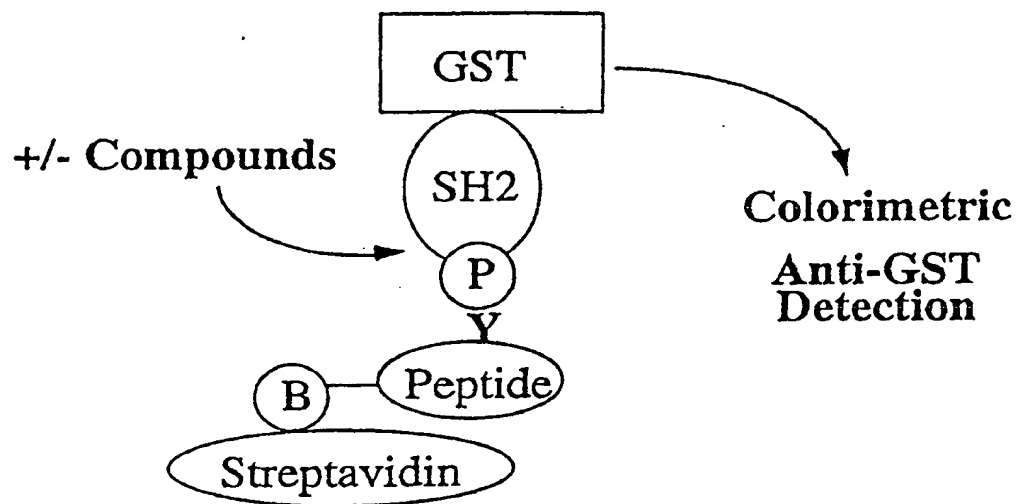 GST
+/- Compounds
SH2
Colorimetric
Anti-GST
Detection
P
Y
B
Peptide
Streptavidin